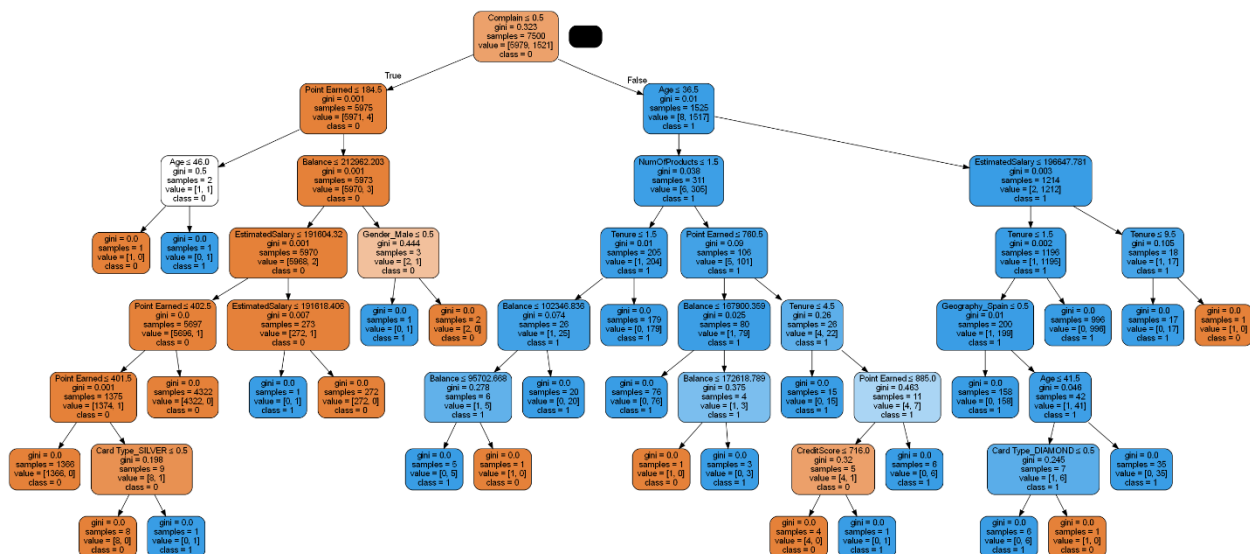 Complain ≤ 0.5
gini = 0.323
samples = 7500
value = [5979, 1521]
class = 0
True
False
Point Earned ≤ 184.5
gini = 0.001
samples = 5975
value = [5971, 4]
class = 0
Age ≤ 36.5
gini = 0.01
samples = 1525
value = [8, 1517]
class = 1
Age ≤ 46.0
gini = 0.5
samples = 2
value = [1, 1]
class = 0
Balance ≤ 212962.203
gini = 0.001
samples = 5973
value = [5970, 3]
class = 0
NumOfProducts ≤ 1.5
gini = 0.038
samples = 311
value = [6, 305]
class = 1
EstimatedSalary ≤ 196647.781
gini = 0.003
samples = 1214
value = [2, 1212]
class = 1
gini = 0.0
samples = 1
value = [1, 0]
class = 0
gini = 0.0
samples = 1
value = [0, 1]
class = 1
EstimatedSalary ≤ 191604.32
gini = 0.001
samples = 5970
value = [5968, 2]
class = 0
Gender_Male ≤ 0.5
gini = 0.444
samples = 3
value = [2, 1]
class = 0
Tenure ≤ 1.5
gini = 0.01
samples = 205
value = [1, 204]
class = 1
Point Earned ≤ 760.5
gini = 0.09
samples = 106
value = [5, 101]
class = 1
Tenure ≤ 1.5
gini = 0.002
samples = 1196
value = [1, 1195]
class = 1
Tenure ≤ 9.5
gini = 0.105
samples = 18
value = [1, 17]
class = 1
Point Earned ≤ 402.5
gini = 0.0
samples = 5697
value = [5696, 1]
class = 0
EstimatedSalary ≤ 191618.406
gini = 0.007
samples = 273
value = [272, 1]
class = 0
gini = 0.0
samples = 1
value = [0, 1]
class = 1
gini = 0.0
samples = 2
value = [2, 0]
class = 0
Balance ≤ 102346.836
gini = 0.074
samples = 26
value = [1, 25]
class = 1
gini = 0.0
samples = 179
value = [0, 179]
class = 1
Balance ≤ 167900.359
gini = 0.025
samples = 80
value = [1, 79]
class = 1
Tenure ≤ 4.5
gini = 0.26
samples = 26
value = [4, 22]
class = 1
Geography_Spain ≤ 0.5
gini = 0.01
samples = 200
value = [1, 199]
class = 1
gini = 0.0
samples = 996
value = [0, 996]
class = 1
gini = 0.0
samples = 17
value = [0, 17]
class = 1
gini = 0.0
samples = 1
value = [1, 0]
class = 0
Point Earned ≤ 401.5
gini = 0.001
samples = 1375
value = [1374, 1]
class = 0
gini = 0.0
samples = 4322
value = [4322, 0]
class = 0
gini = 0.0
samples = 1
value = [0, 1]
class = 1
gini = 0.0
samples = 272
value = [272, 0]
class = 0
Balance ≤ 95702.668
gini = 0.278
samples = 6
value = [1, 5]
class = 1
gini = 0.0
samples = 20
value = [0, 20]
class = 1
gini = 0.0
samples = 76
value = [0, 76]
class = 1
Balance ≤ 172618.789
gini = 0.375
samples = 4
value = [1, 3]
class = 1
gini = 0.0
samples = 15
value = [0, 15]
class = 1
Point Earned ≤ 885.0
gini = 0.463
samples = 11
value = [4, 7]
class = 1
gini = 0.0
samples = 158
value = [0, 158]
class = 1
Age ≤ 41.5
gini = 0.046
samples = 42
value = [1, 41]
class = 1
gini = 0.0
samples = 1366
value = [1366, 0]
class = 0
Card Type_SILVER ≤ 0.5
gini = 0.198
samples = 9
value = [8, 1]
class = 0
gini = 0.0
samples = 5
value = [0, 5]
class = 1
gini = 0.0
samples = 1
value = [1, 0]
class = 0
gini = 0.0
samples = 1
value = [1, 0]
class = 0
gini = 0.0
samples = 3
value = [0, 3]
class = 1
CreditScore ≤ 716.0
gini = 0.32
samples = 5
value = [4, 1]
class = 0
gini = 0.0
samples = 6
value = [0, 6]
class = 1
Card Type_DIAMOND ≤ 0.5
gini = 0.245
samples = 7
value = [1, 6]
class = 1
gini = 0.0
samples = 35
value = [0, 35]
class = 1
gini = 0.0
samples = 8
value = [8, 0]
class = 0
gini = 0.0
samples = 1
value = [0, 1]
class = 1
gini = 0.0
samples = 4
value = [4, 0]
class = 0
gini = 0.0
samples = 1
value = [0, 1]
class = 1
gini = 0.0
samples = 6
value = [0, 6]
class = 1
gini = 0.0
samples = 1
value = [1, 0]
class = 0